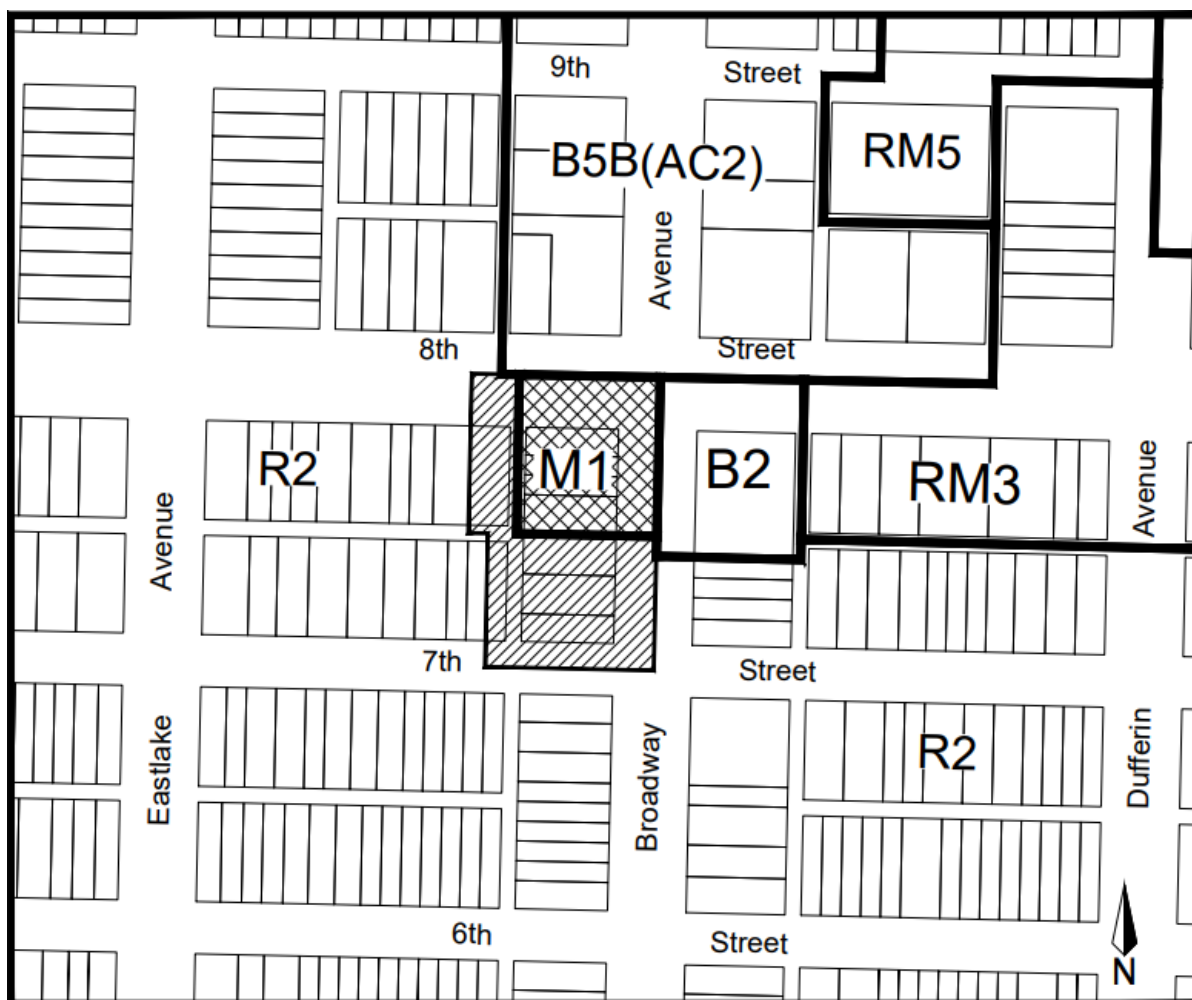 9th
Street
B5B(AC2)
RM5
Avenue
8th
Street
R2
M1
B2
RM3
Avenue
Avenue
7th
Street
Eastlake
Broadway
R2
Dufferin
6th
Street
N